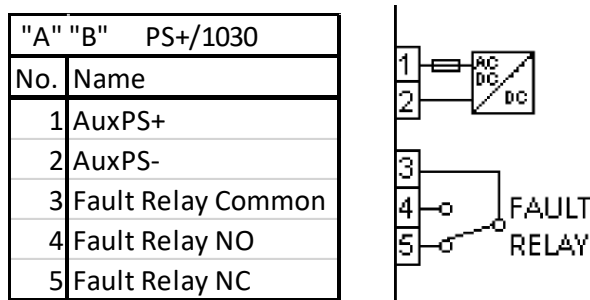 "A" "B" PS+/1030
No. Name
1 AuxPS+
2 AuxPS-
3 Fault Relay Common
4 Fault Relay NO
5 Fault Relay NC
1
AC
DC
DC
2
3
4
5
FAULT
RELAY